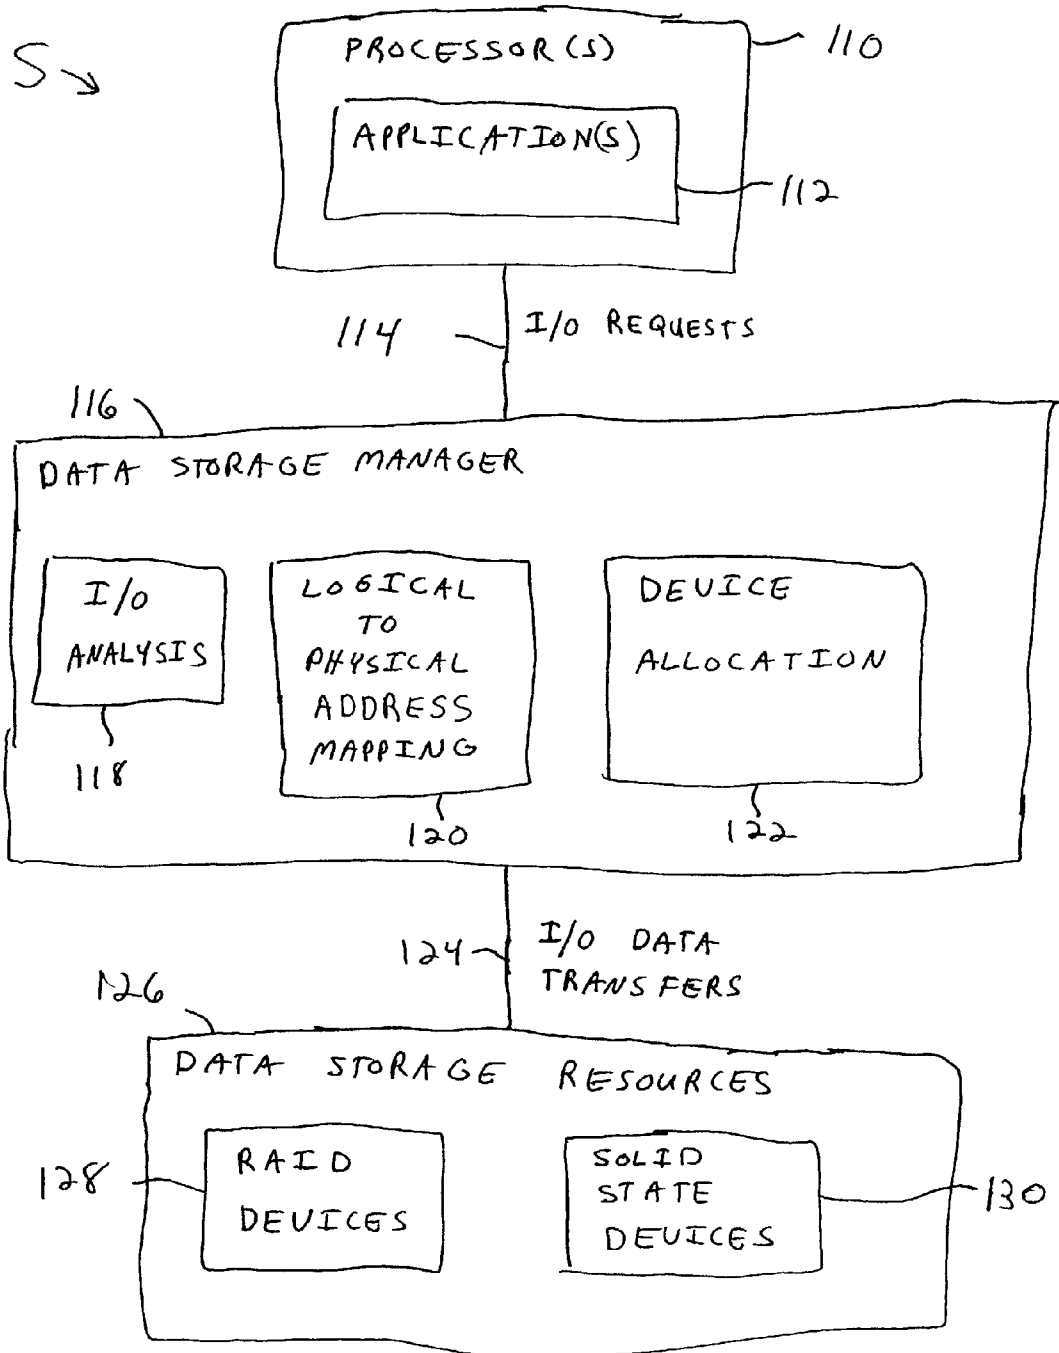 S
PROCESSOR(S)
110
APPLICATION(S)
112
114
I/O REQUESTS
116
DATA STORAGE MANAGER
I/O
ANALYSIS
118
LOGICAL
TO
PHYSICAL
ADDRESS
MAPPING
120
DEVICE
ALLOCATION
122
124
I/O DATA
TRANSFERS
126
DATA STORAGE RESOURCES
128
RAID
DEVICES
SOLID
STATE
DEVICES
130